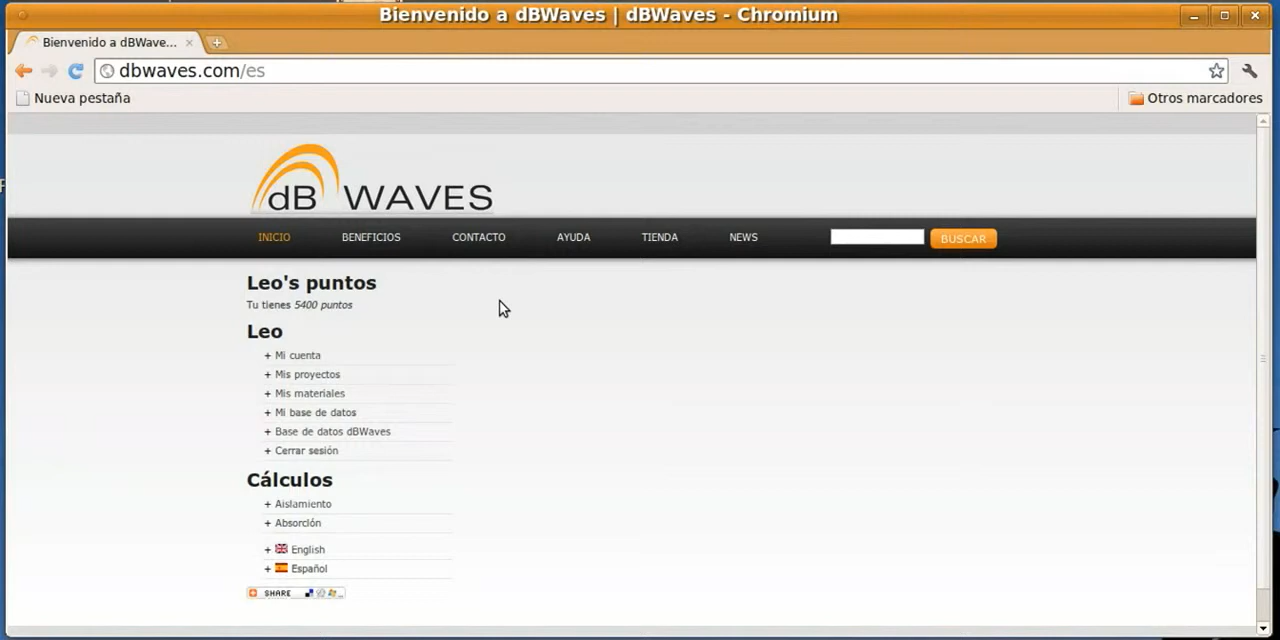 Bienvenido a dBWaves | dBWaves - Chromium
Bienvenido a dBWave...
dbwaves.com/es
Nueva pestaña
Otros marcadores
dB WAVES
INICIO BENEFICIOS CONTACTO AYUDA TIENDA NEWS BUSCAR
Leo's puntos
Tu tienes 5400 puntos
Leo
+ Mi cuenta
+ Mis proyectos
+ Mis materiales
+ Mi base de datos
+ Base de datos dBWaves
+ Cerrar sesión
Cálculos
+ Aislamiento
+ Absorción
+ English
+ Español
SHARE